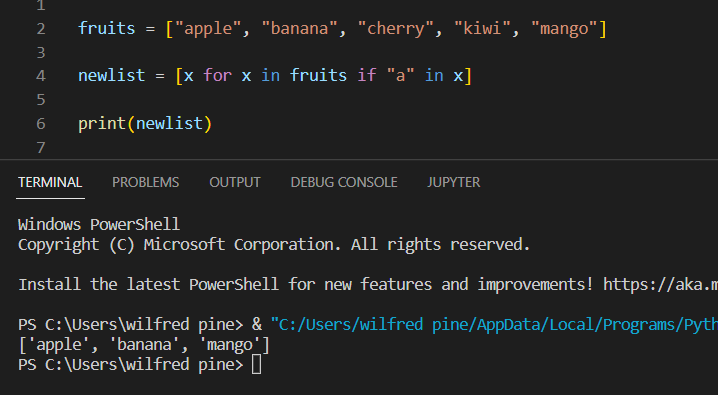 1
2 fruits = ["apple", "banana", "cherry", "kiwi", "mango"]
3
4 newlist = [x for x in fruits if "a" in x]
5
6 print(newlist)
7
TERMINAL PROBLEMS OUTPUT DEBUG CONSOLE JUPYTER
Windows PowerShell
Copyright (C) Microsoft Corporation. All rights reserved.
Install the latest PowerShell for new features and improvements! https://aka.m
PS C:\Users\wilfred pine> & "C:/Users/wilfred pine/AppData/Local/Programs/Pyth
['apple', 'banana', 'mango']
PS C:\Users\wilfred pine>